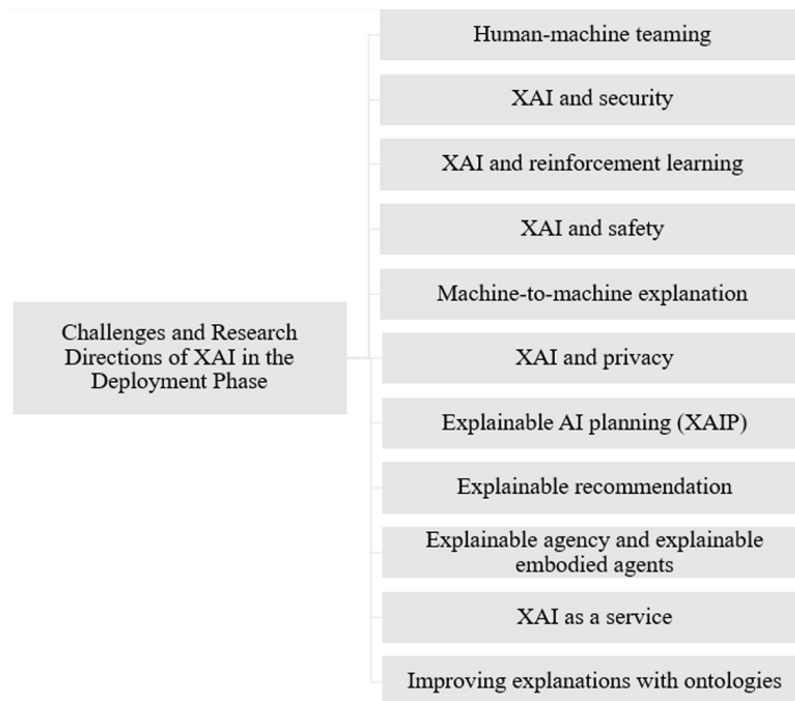 Human-machine teaming
XAI and security
XAI and reinforcement learning
XAI and safety
Machine-to-machine explanation
Challenges and Research
Directions of XAI in the
Deployment Phase
XAI and privacy
Explainable AI planning (XAIP)
Explainable recommendation
Explainable agency and explainable
embodied agents
XAI as a service
Improving explanations with ontologies